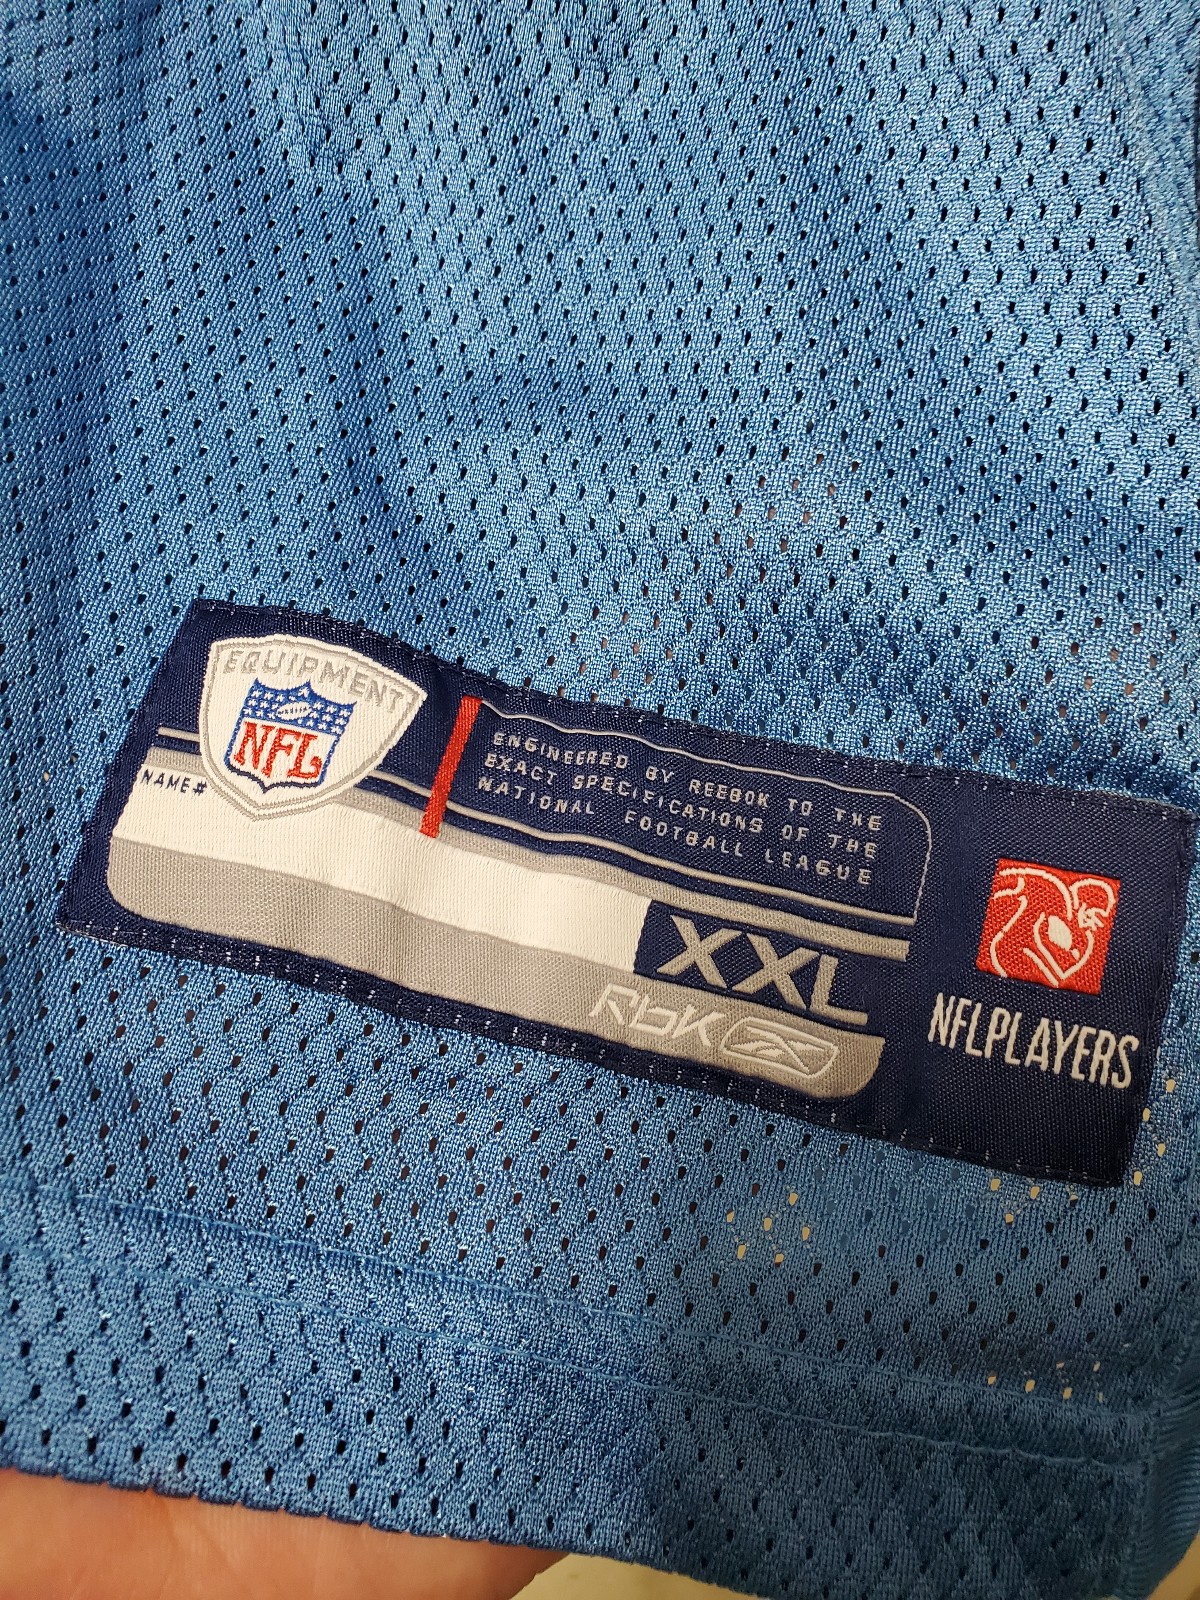 EQUIPMENT
NFL
NAME#
ENGINEERED BY REEBOK TO THE
EXACT SPECIFICATIONS OF THE
NATIONAL FOOTBALL LEAGUE
XXL
RbK
NFLPLAYERS